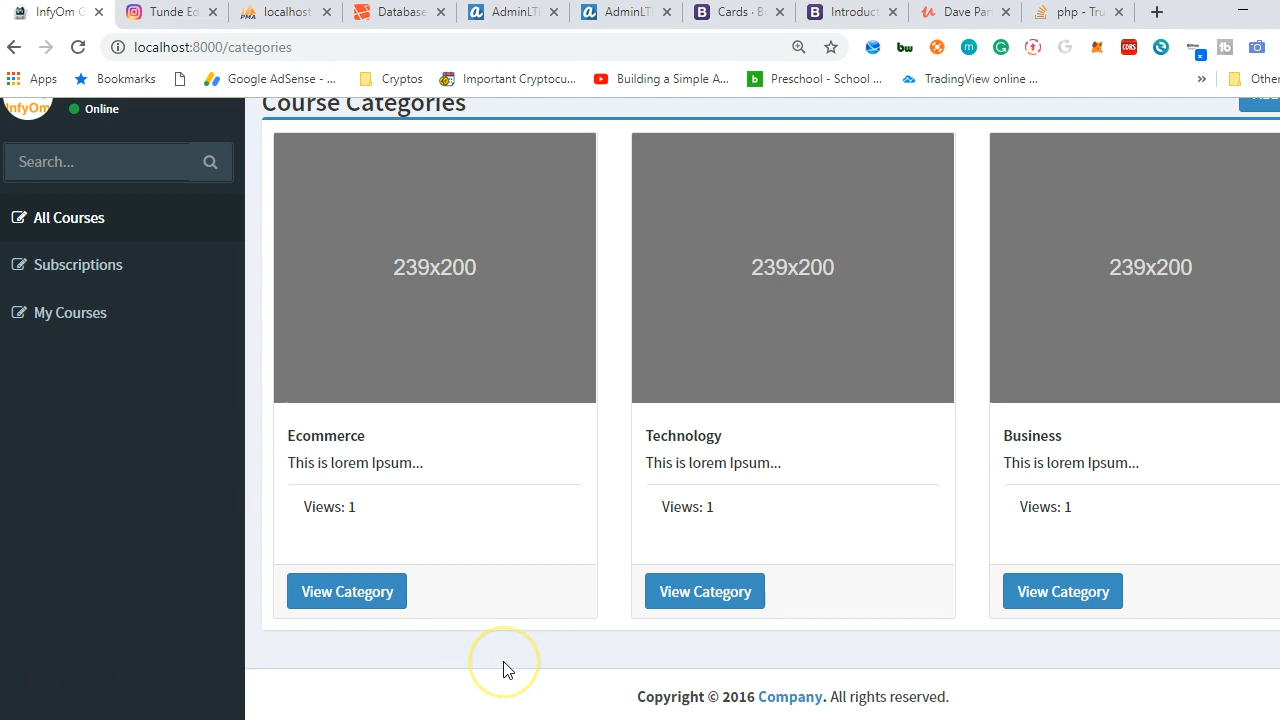 InfyOm G
Tunde Ed
localhost
Database
AdminLTE
AdminLTE
Cards · B
Introduct
Dave Par
php - Tru
localhost:8000/categories
Apps
Bookmarks
Google AdSense - ...
Cryptos
Important Cryptocu...
Building a Simple A...
Preschool - School ...
TradingView online ...
»
Other
InfyOm
Online
Search...
All Courses
Subscriptions
My Courses
Course Categories
239x200
239x200
239x200
Ecommerce
This is lorem Ipsum...
Views: 1
View Category
Technology
This is lorem Ipsum...
Views: 1
View Category
Business
This is lorem Ipsum...
Views: 1
View Category
Copyright © 2016 Company. All rights reserved.